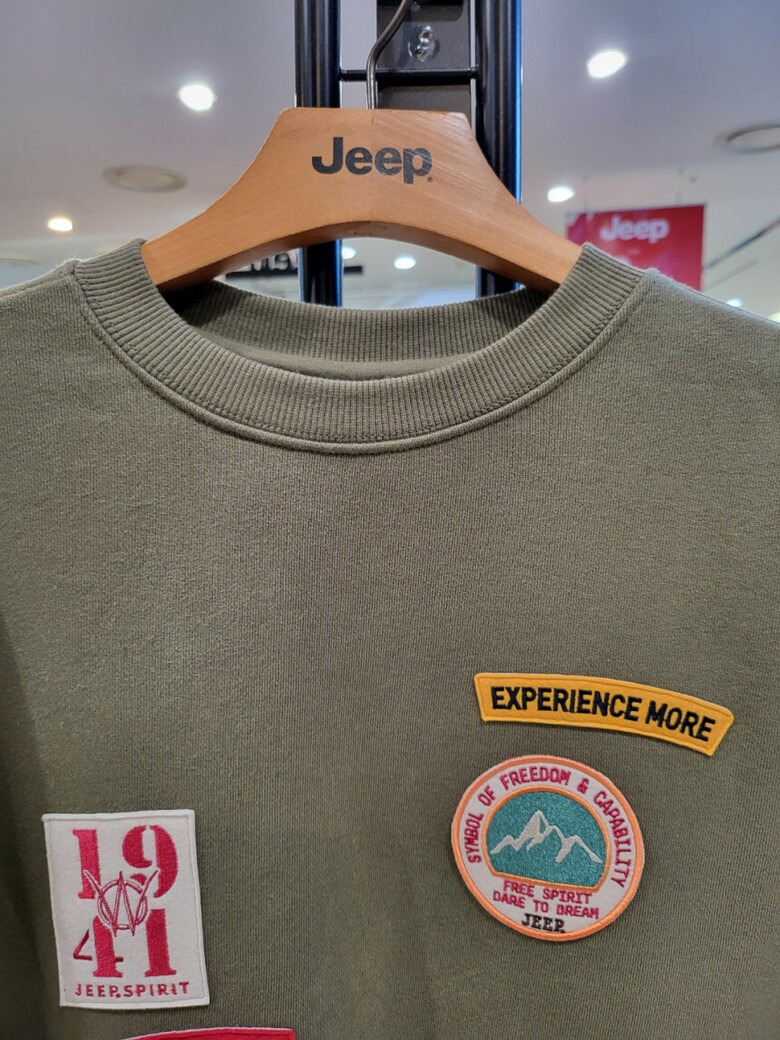 Jeep
Jeep
EXPERIENCE MORE
SYMBOL OF FREEDOM & CAPABILITY
FREE SPIRIT
DARE TO DREAM
JEEP.
19
41
JEEP.SPIRIT